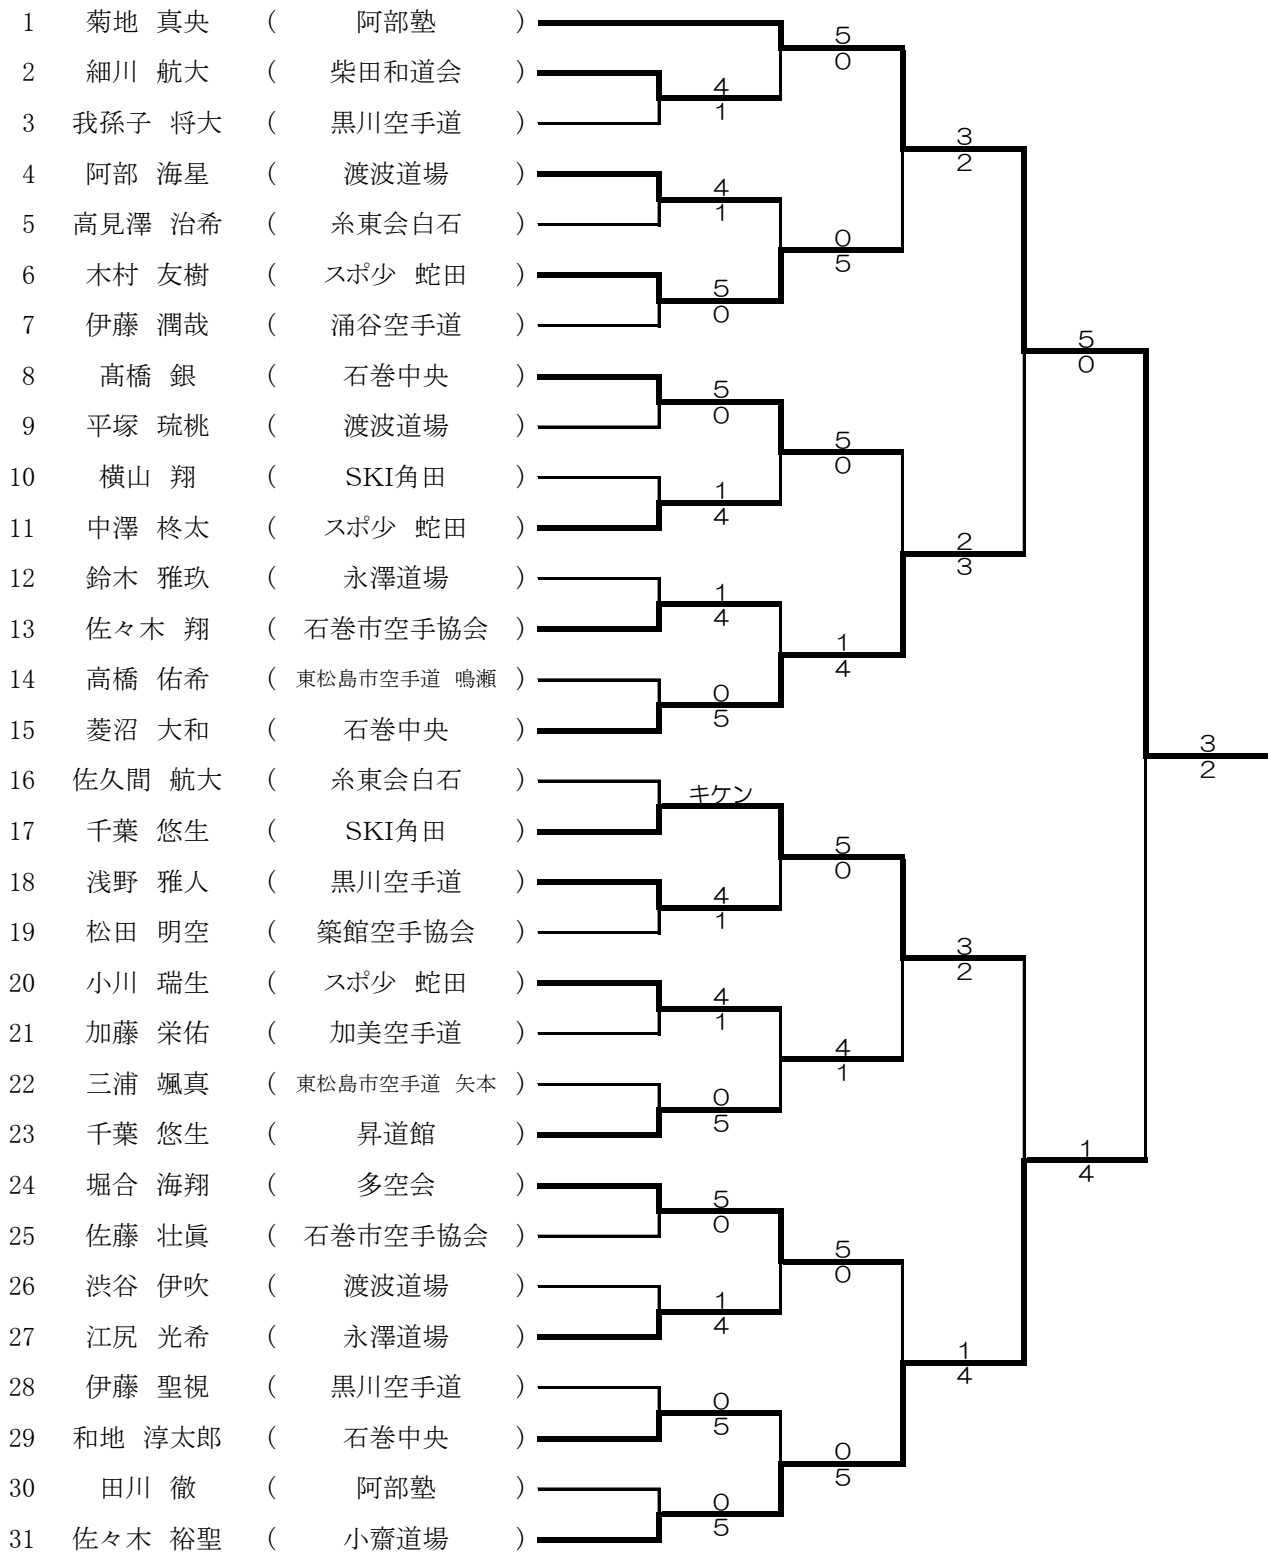 1 菊地 真央 ( 阿部塾 )
5
0
2 細川 航大 ( 柴田和道会 )
4
1
3 我孫子 将大 ( 黒川空手道 )
3
2
4 阿部 海星 ( 渡波道場 )
4
1
5 高見澤 治希 ( 糸東会白石 )
0
5
6 木村 友樹 ( スポ少 蛇田 )
5
0
7 伊藤 潤哉 ( 涌谷空手道 )
5
0
8 髙橋 銀 ( 石巻中央 )
5
0
9 平塚 琉桃 ( 渡波道場 )
5
0
10 横山 翔 ( SKI角田 )
1
4
11 中澤 柊太 ( スポ少 蛇田 )
2
3
12 鈴木 雅玖 ( 永澤道場 )
1
4
13 佐々木 翔 ( 石巻市空手協会 )
1
4
14 高橋 佑希 ( 東松島市空手道 鳴瀬 )
0
5
15 菱沼 大和 ( 石巻中央 )
3
2
16 佐久間 航大 ( 糸東会白石 )
キケン
17 千葉 悠生 ( SKI角田 )
5
0
18 浅野 雅人 ( 黒川空手道 )
4
1
19 松田 明空 ( 築館空手協会 )
3
2
20 小川 瑞生 ( スポ少 蛇田 )
4
1
21 加藤 栄佑 ( 加美空手道 )
4
1
22 三浦 颯真 ( 東松島市空手道 矢本 )
0
5
23 千葉 悠生 ( 昇道館 )
1
4
24 堀合 海翔 ( 多空会 )
5
0
25 佐藤 壮眞 ( 石巻市空手協会 )
5
0
26 渋谷 伊吹 ( 渡波道場 )
1
4
27 江尻 光希 ( 永澤道場 )
1
4
28 伊藤 聖視 ( 黒川空手道 )
0
5
29 和地 淳太郎 ( 石巻中央 )
0
5
30 田川 徹 ( 阿部塾 )
0
5
31 佐々木 裕聖 ( 小齋道場 )